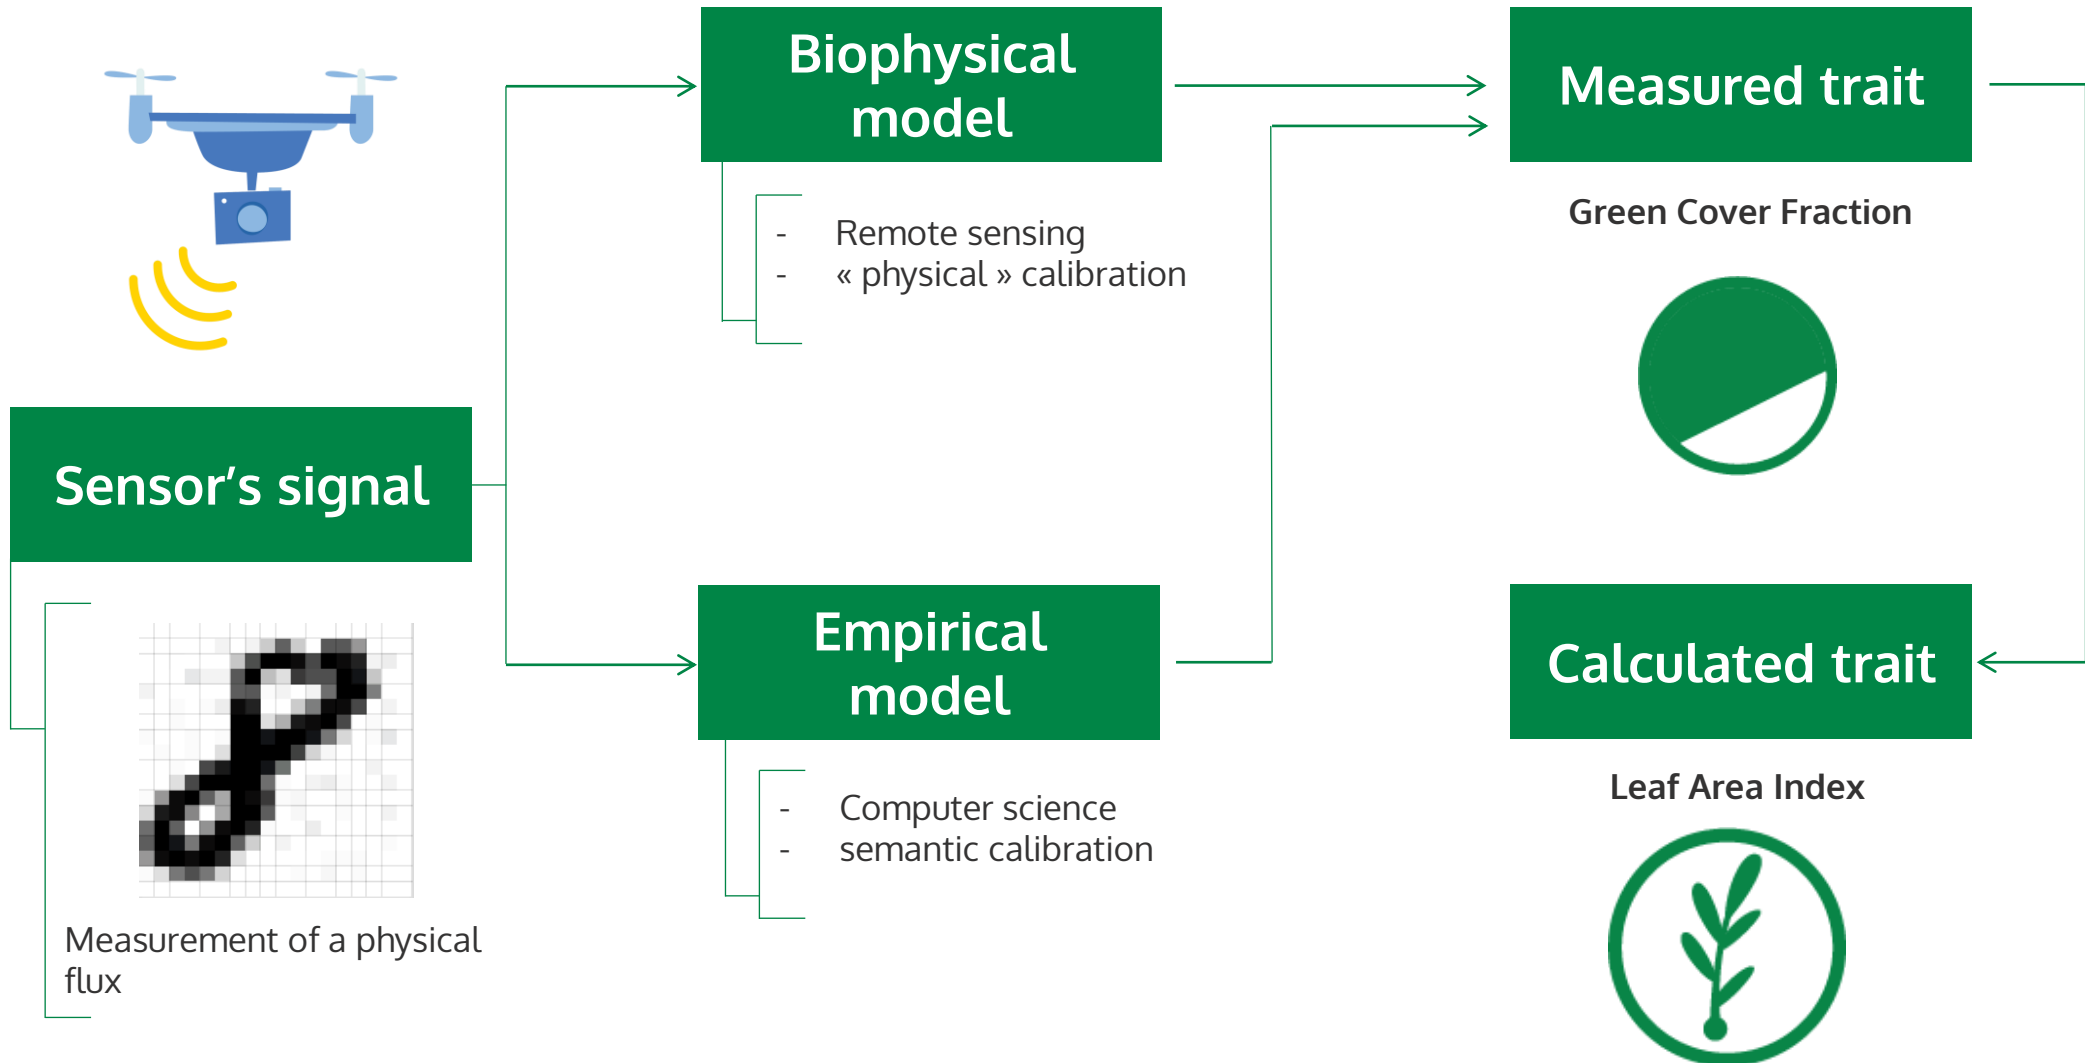 Biophysical
model
Measured trait
- Remote sensing
- « physical » calibration
Green Cover Fraction
Sensor’s signal
Empirical
model
Calculated trait
- Computer science
- semantic calibration
Leaf Area Index
Measurement of a physical
flux